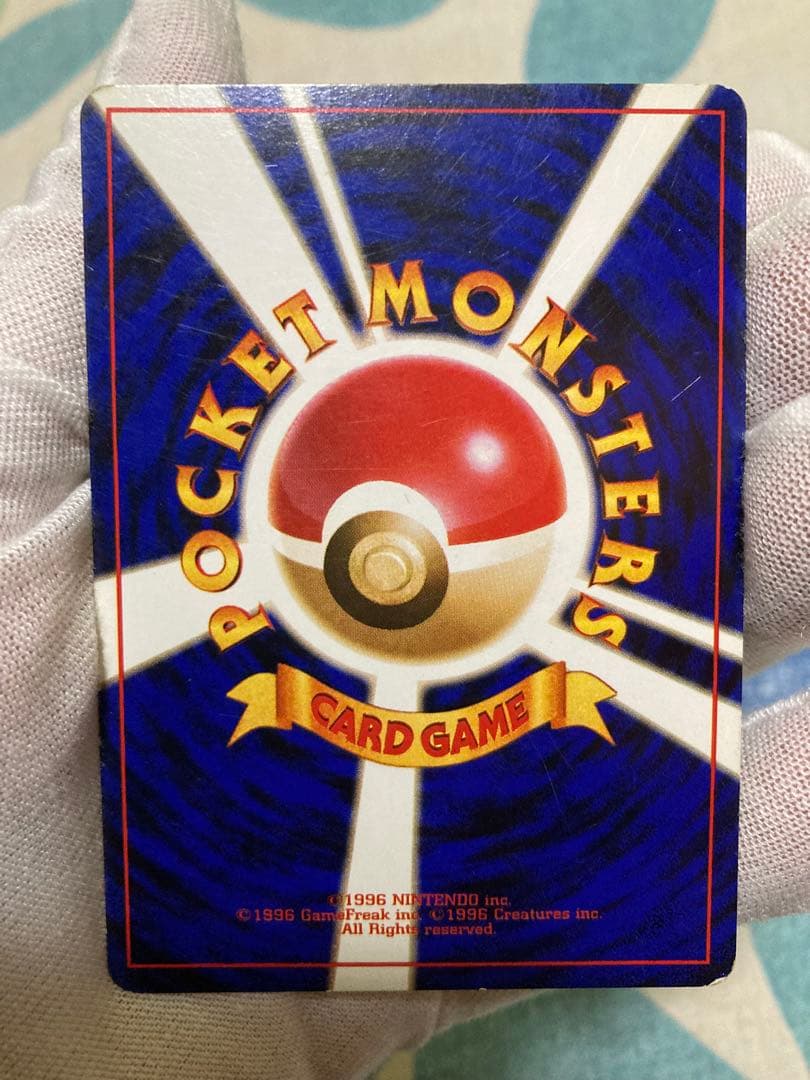 POCKET MONSTERS
CARD GAME
©1996 NINTENDO inc.
©1996 GameFreak inc. ©1996 Creatures inc.
All Rights reserved.